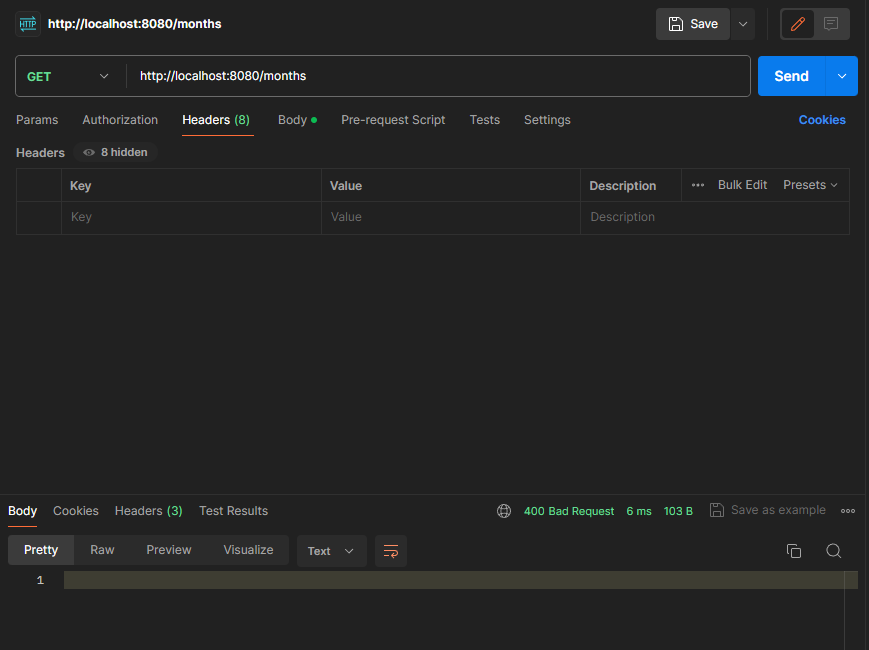 HTTP http://localhost:8080/months Save
GET http://localhost:8080/months Send
Params Authorization Headers (8) Body Pre-request Script Tests Settings Cookies
Headers 8 hidden
Key Value Description Bulk Edit Presets
Key Value Description
Body Cookies Headers (3) Test Results 400 Bad Request 6 ms 103 B Save as example
Pretty Raw Preview Visualize Text
1